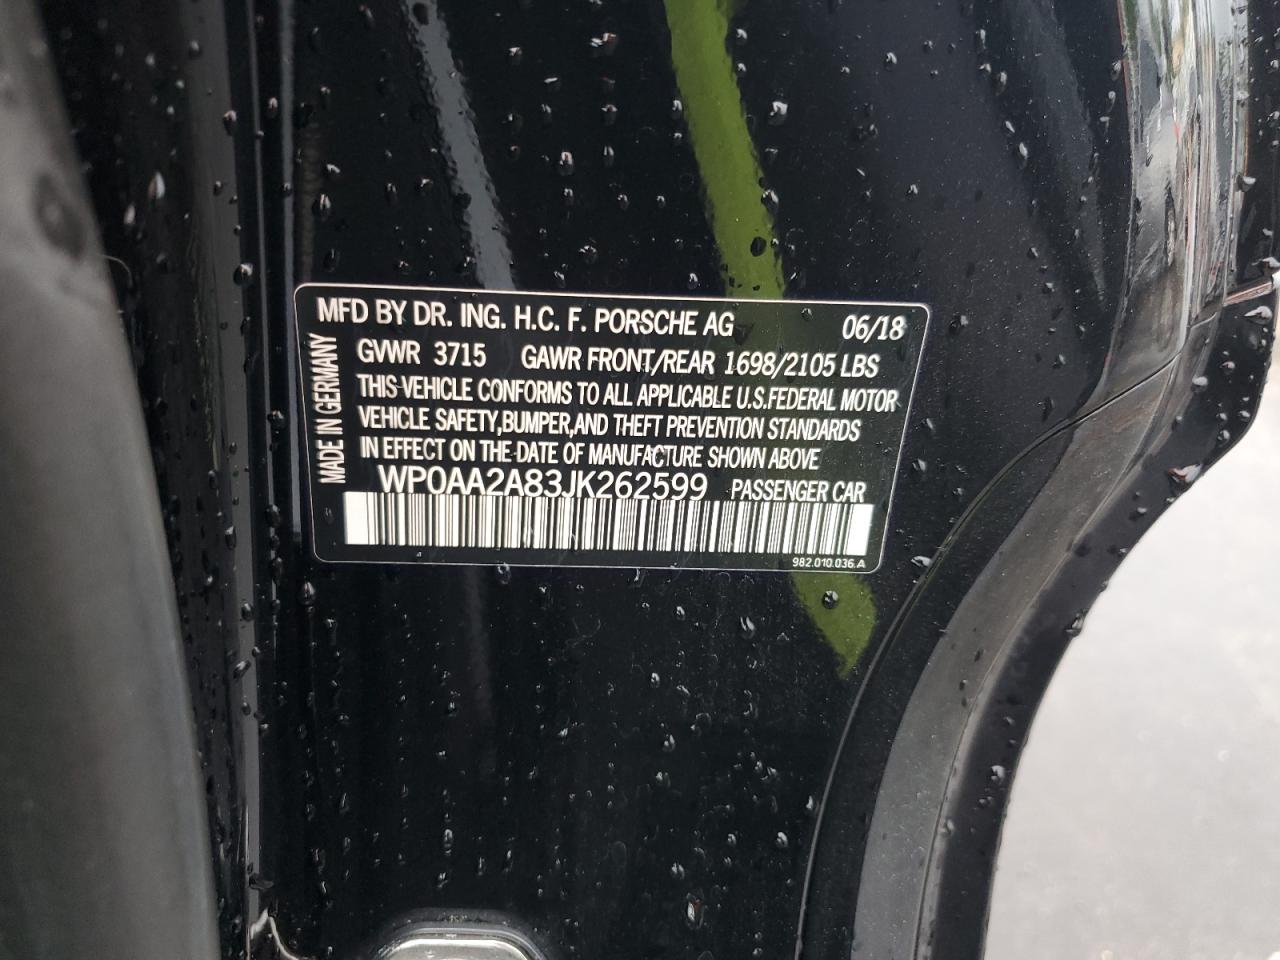 MFD BY DR. ING. H.C. F. PORSCHE AG 06/18
GVWR 3715 GAWR FRONT/REAR 1698/2105 LBS
THIS VEHICLE CONFORMS TO ALL APPLICABLE U.S.FEDERAL MOTOR
VEHICLE SAFETY,BUMPER,AND THEFT PREVENTION STANDARDS
IN EFFECT ON THE DATE OF MANUFACTURE SHOWN ABOVE
WP0AA2A83JK262599 PASSENGER CAR
982.010.036.A
MADE IN GERMANY